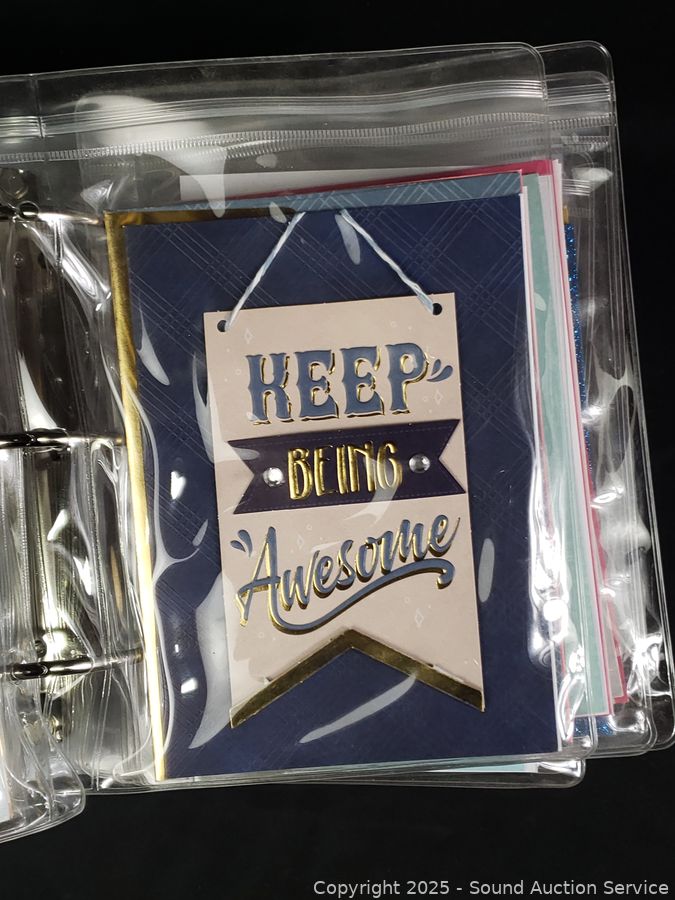 KEEP
BEING
Awesome
Copyright 2025 - Sound Auction Service